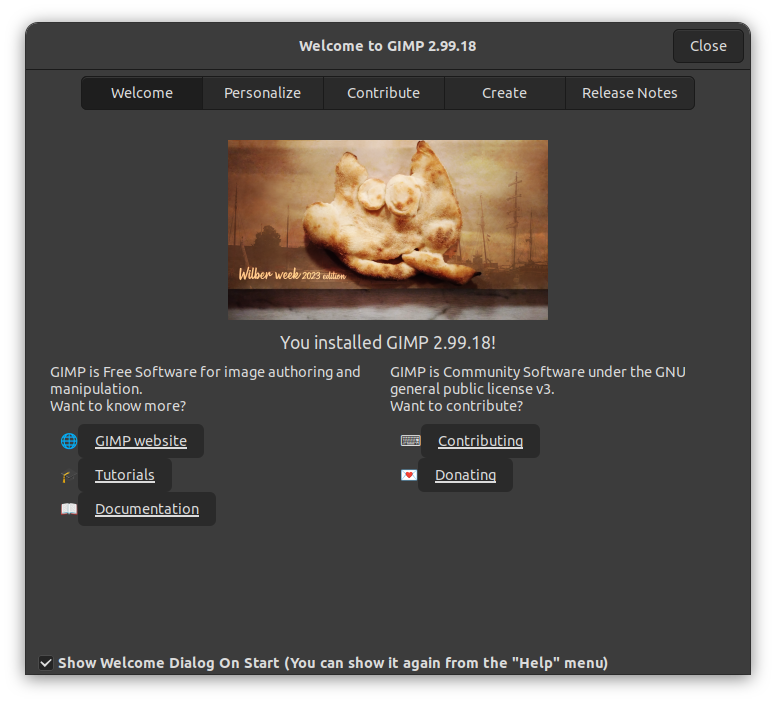 Welcome to GIMP 2.99.18
Close
Welcome
Personalize
Contribute
Create
Release Notes
Wilber week 2023 edition
You installed GIMP 2.99.18!
GIMP is Free Software for image authoring and
manipulation.
Want to know more?
GIMP website
Tutorials
Documentation
GIMP is Community Software under the GNU
general public license v3.
Want to contribute?
Contributing
Donating
Show Welcome Dialog On Start (You can show it again from the "Help" menu)